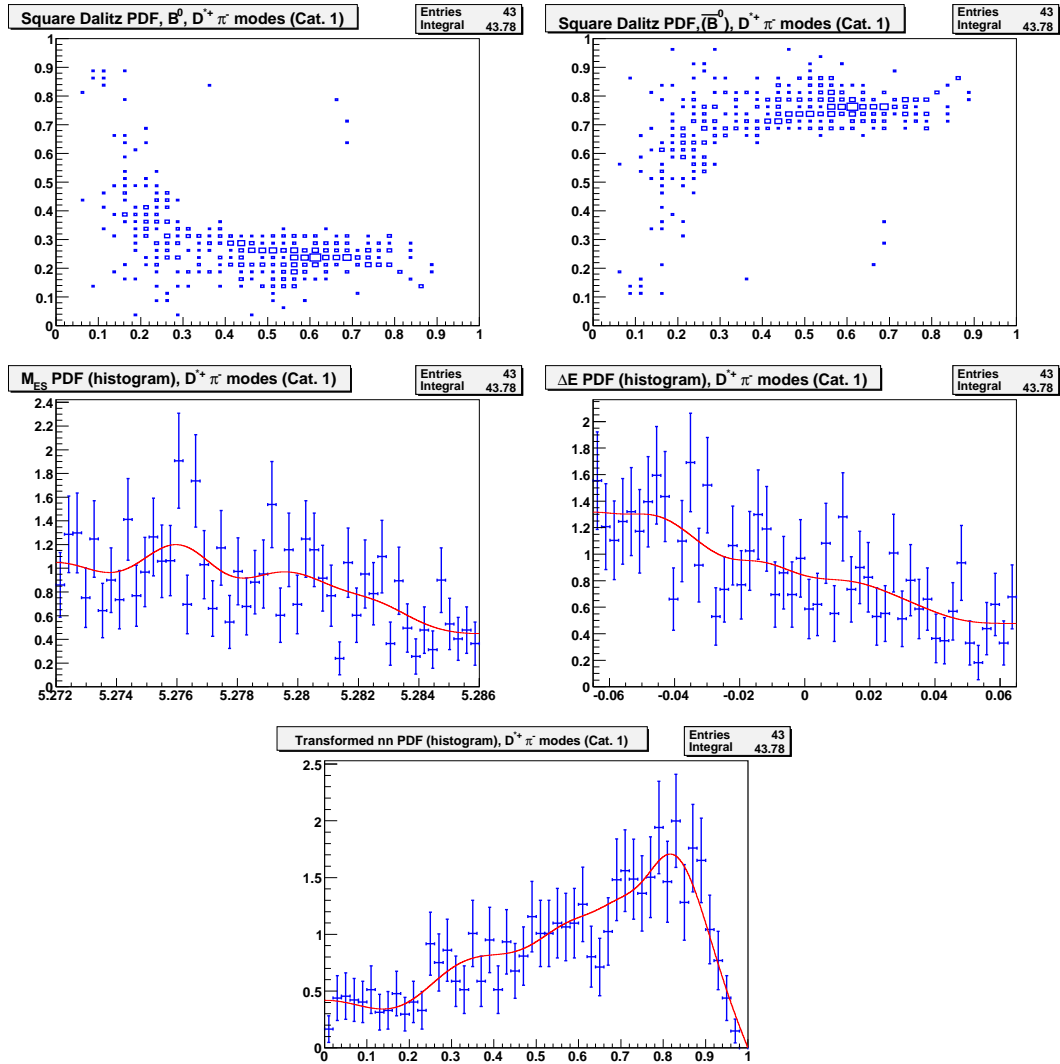 Square Dalitz PDF, B⁰, D*⁺ π⁻ modes (Cat. 1)
Entries 43
Integral 43.78
1
0.9
0.8
0.7
0.6
0.5
0.4
0.3
0.2
0.1
0
0 0.1 0.2 0.3 0.4 0.5 0.6 0.7 0.8 0.9 1
Square Dalitz PDF,(B̅⁰), D*⁺ π⁻ modes (Cat. 1)
Entries 43
Integral 43.78
1
0.9
0.8
0.7
0.6
0.5
0.4
0.3
0.2
0.1
0
0 0.1 0.2 0.3 0.4 0.5 0.6 0.7 0.8 0.9 1
M_ES PDF (histogram), D*⁺ π⁻ modes (Cat. 1)
Entries 43
Integral 43.78
2.4
2.2
2
1.8
1.6
1.4
1.2
1
0.8
0.6
0.4
0.2
0
5.272 5.274 5.276 5.278 5.28 5.282 5.284 5.286
ΔE PDF (histogram), D*⁺ π⁻ modes (Cat. 1)
Entries 43
Integral 43.78
2
1.8
1.6
1.4
1.2
1
0.8
0.6
0.4
0.2
0
-0.06 -0.04 -0.02 0 0.02 0.04 0.06
Transformed nn PDF (histogram), D*⁺ π⁻ modes (Cat. 1)
Entries 43
Integral 43.78
2.5
2
1.5
1
0.5
0
0 0.1 0.2 0.3 0.4 0.5 0.6 0.7 0.8 0.9 1